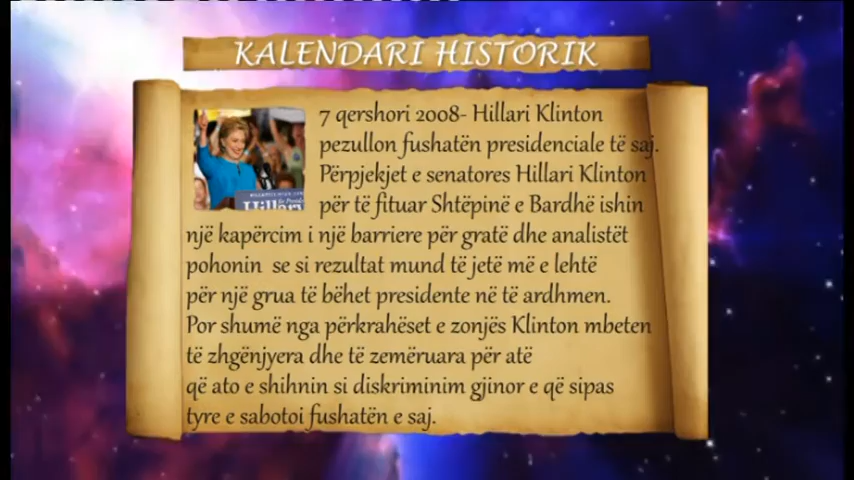 KALENDARI HISTORIK
7 qershori 2008- Hillari Klinton
pezullon fushatën presidenciale të saj.
Përpjekjet e senatores Hillari Klinton
për të fituar Shtëpinë e Bardhë ishin
një kapërcim i një barriere për gratë dhe analistët
pohonin se si rezultat mund të jetë më e lehtë
për një grua të bëhet presidente në të ardhmen.
Por shumë nga përkrahëset e zonjës Klinton mbeten
të zhgënjyera dhe të zemëruara për atë
që ato e shihnin si diskriminim gjinor e që sipas
tyre e sabotoi fushatën e saj.
Hillary